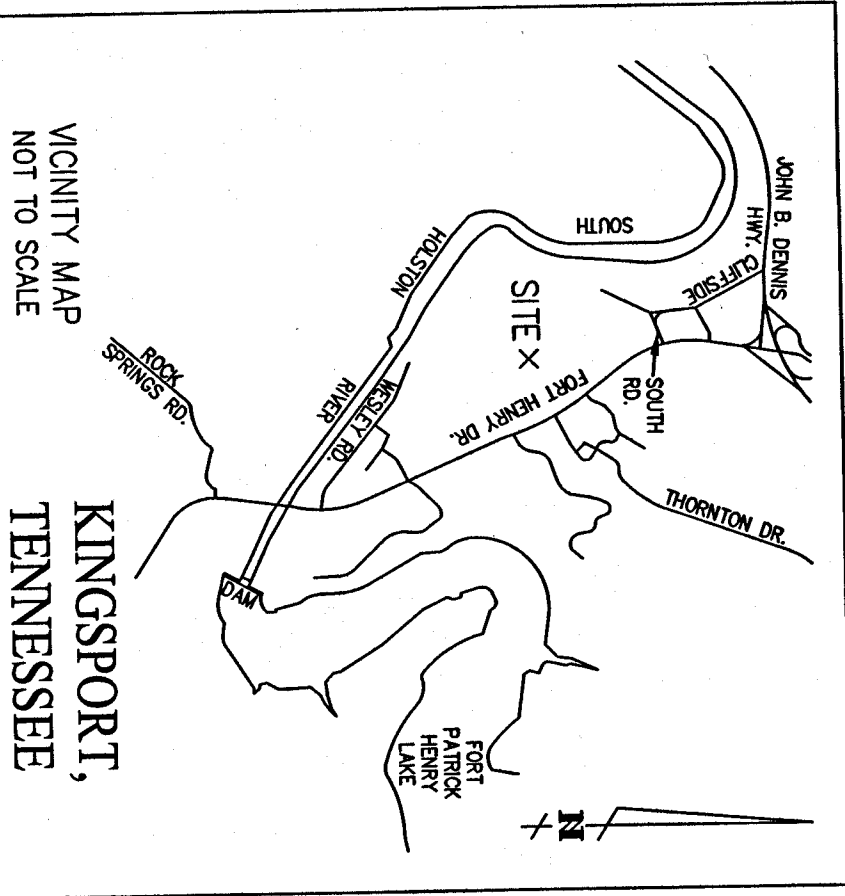 JOHN B. DENNIS
HWY.
CLIFFSIDE
SOUTH
HOLSTON
RIVER
SITE X
SOUTH
RD.
FORT HENRY DR.
WESLEY RD.
THORNTON DR.
ROCK
SPRINGS RD.
DAM
FORT
PATRICK
HENRY
LAKE
N
VICINITY MAP
NOT TO SCALE
KINGSPORT,
TENNESSEE